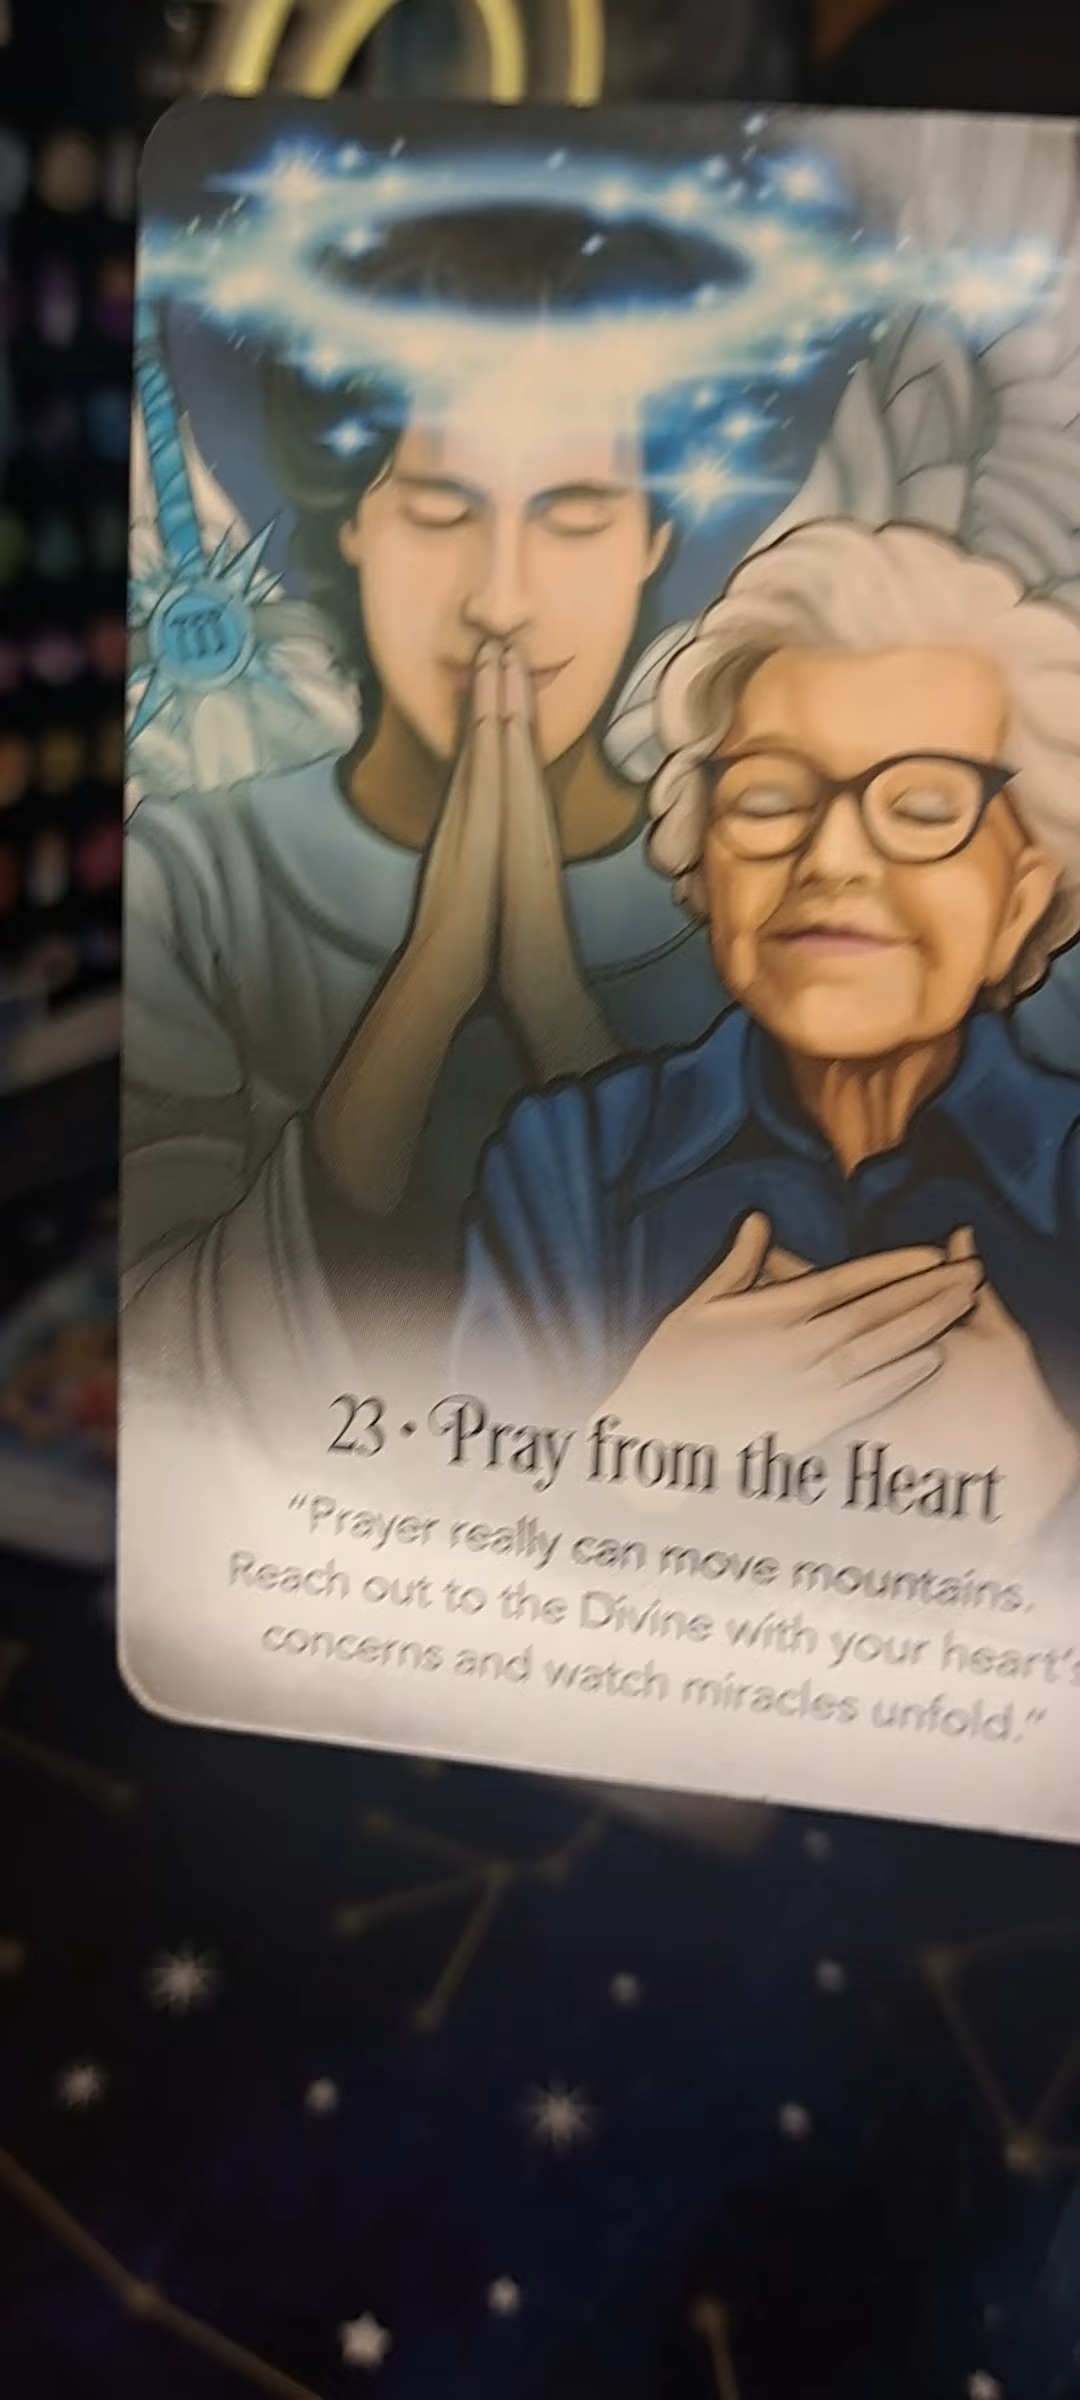 23 · Pray from the Heart
"Prayer really can move mountains.
Reach out to the Divine with your heart's
concerns and watch miracles unfold."